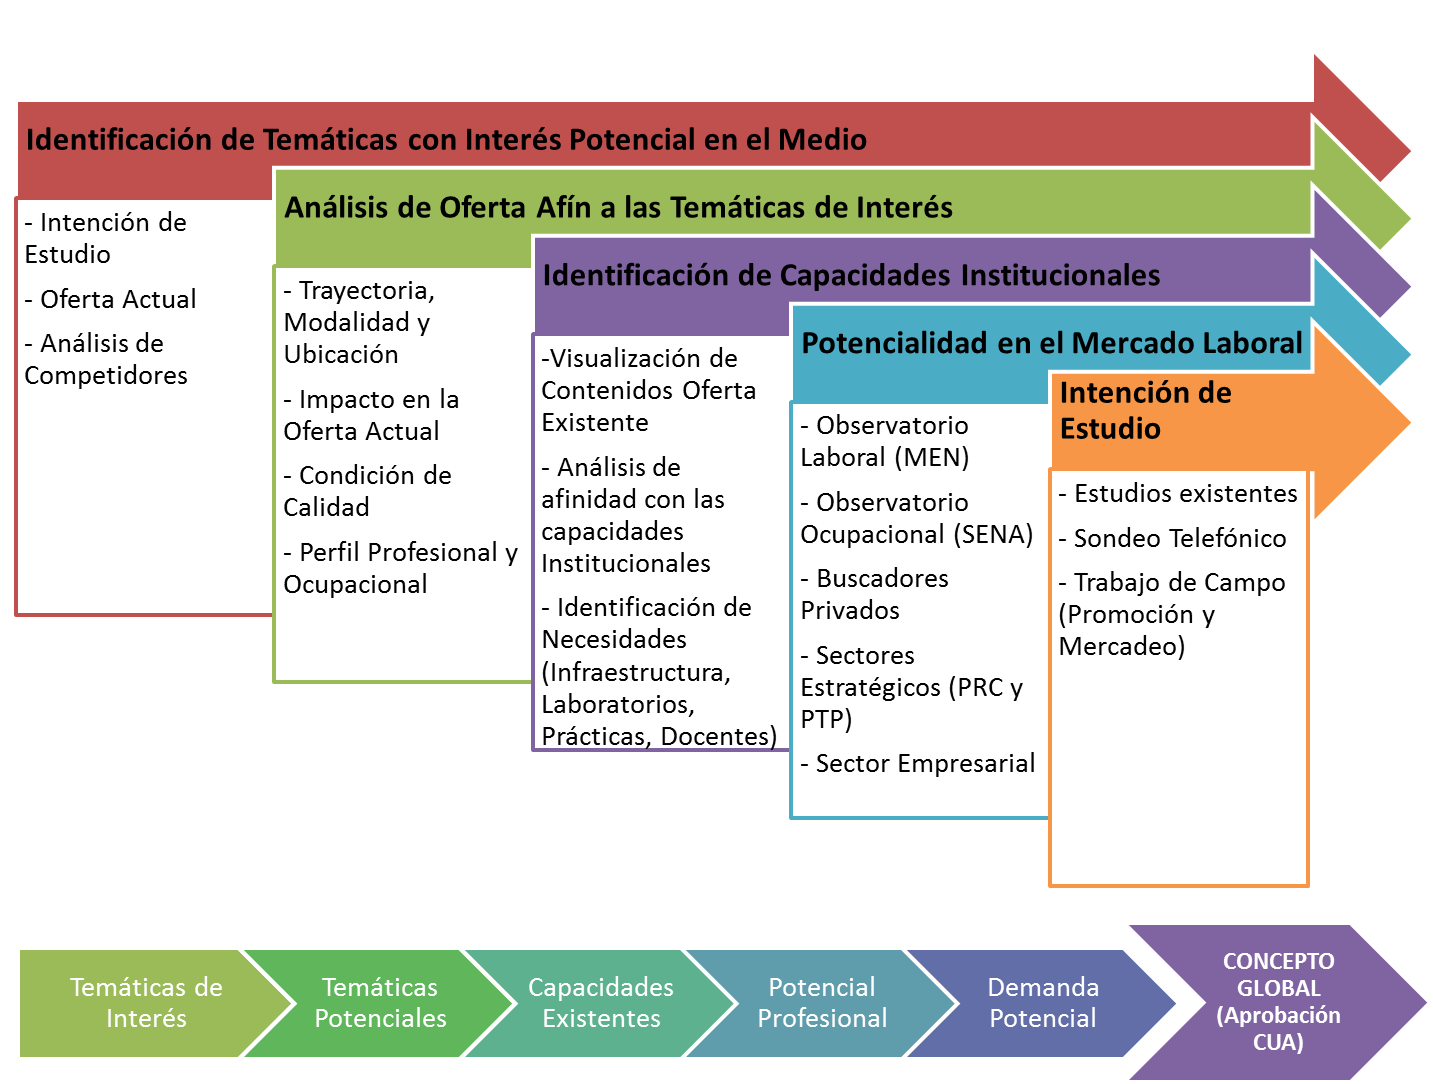 Identificación de Temáticas con Interés Potencial en el Medio
- Intención de
Estudio
- Oferta Actual
- Análisis de
Competidores
Análisis de Oferta Afín a las Temáticas de Interés
- Trayectoria,
Modalidad y
Ubicación
- Impacto en la
Oferta Actual
- Condición de
Calidad
- Perfil Profesional y
Ocupacional
Identificación de Capacidades Institucionales
-Visualización de
Contenidos Oferta
Existente
- Análisis de
afinidad con las
capacidades
Institucionales
- Identificación de
Necesidades
(Infraestructura,
Laboratorios,
Prácticas, Docentes)
Potencialidad en el Mercado Laboral
- Observatorio
Laboral (MEN)
- Observatorio
Ocupacional (SENA)
- Buscadores
Privados
- Sectores
Estratégicos (PRC y
PTP)
- Sector Empresarial
Intención de
Estudio
- Estudios existentes
- Sondeo Telefónico
- Trabajo de Campo
(Promoción y
Mercadeo)
Temáticas de
Interés
Temáticas
Potenciales
Capacidades
Existentes
Potencial
Profesional
Demanda
Potencial
CONCEPTO
GLOBAL
(Aprobación
CUA)